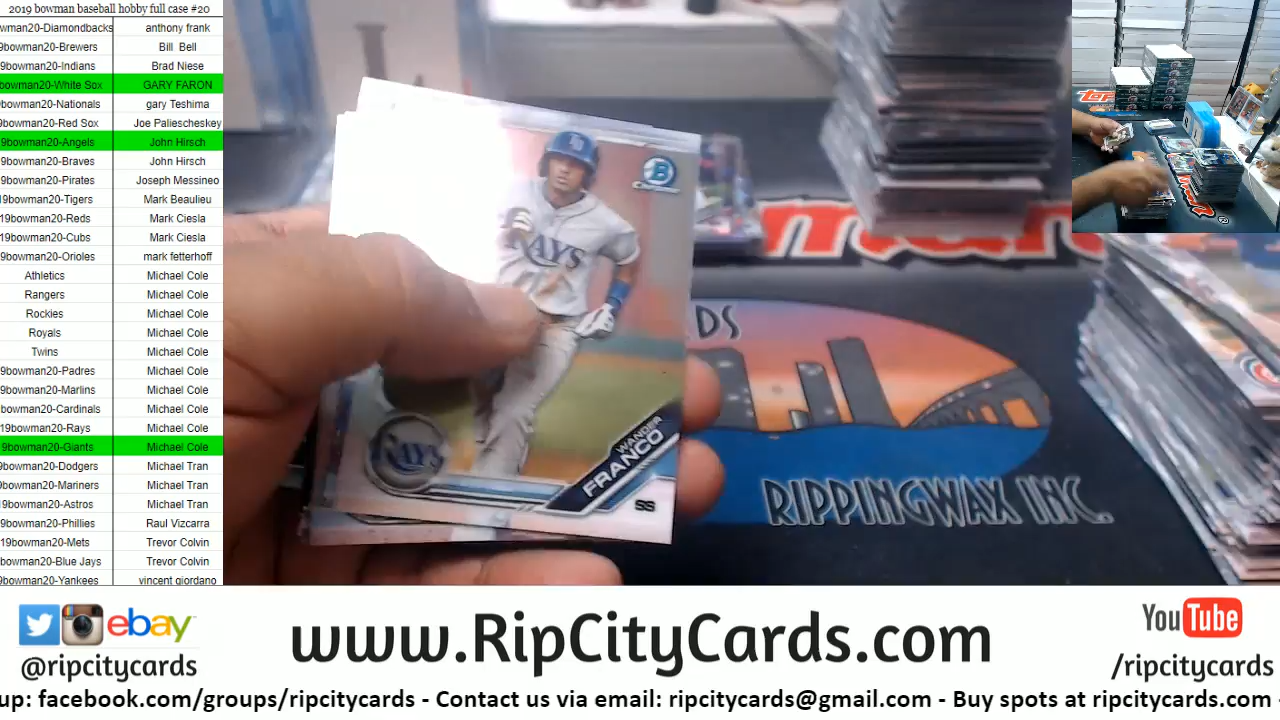 2019 bowman baseball hobby full case #20
wman20-Diamondbacks anthony frank
9bowman20-Brewers Bill Bell
9bowman20-Indians Brad Niese
bowman20-White Sox GARY FARON
bowman20-Nationals gary Teshima
9bowman20-Red Sox Joe Paliescheskey
9bowman20-Angels John Hirsch
9bowman20-Braves John Hirsch
9bowman20-Pirates Joseph Messineo
9bowman20-Tigers Mark Beaulieu
19bowman20-Reds Mark Ciesla
19bowman20-Cubs Mark Ciesla
9bowman20-Orioles mark fetterhoff
Athletics Michael Cole
Rangers Michael Cole
Rockies Michael Cole
Royals Michael Cole
Twins Michael Cole
9bowman20-Padres Michael Cole
9bowman20-Marlins Michael Cole
bowman20-Cardinals Michael Cole
19bowman20-Rays Michael Cole
9bowman20-Giants Michael Cole
9bowman20-Dodgers Michael Tran
9bowman20-Mariners Michael Tran
19bowman20-Astros Michael Tran
9bowman20-Phillies Raul Vizcarra
19bowman20-Mets Trevor Colvin
bowman20-Blue Jays Trevor Colvin
9bowman20-Yankees vincent giordano
B
RAYS
RAYS
WANDER
FRANCO
SS
RDS
RIPPINGWAX INC.
ebay
@ripcitycards
www.RipCityCards.com
YouTube
/ripcitycards
up: facebook.com/groups/ripcitycards - Contact us via email: ripcitycards@gmail.com - Buy spots at ripcitycards.com